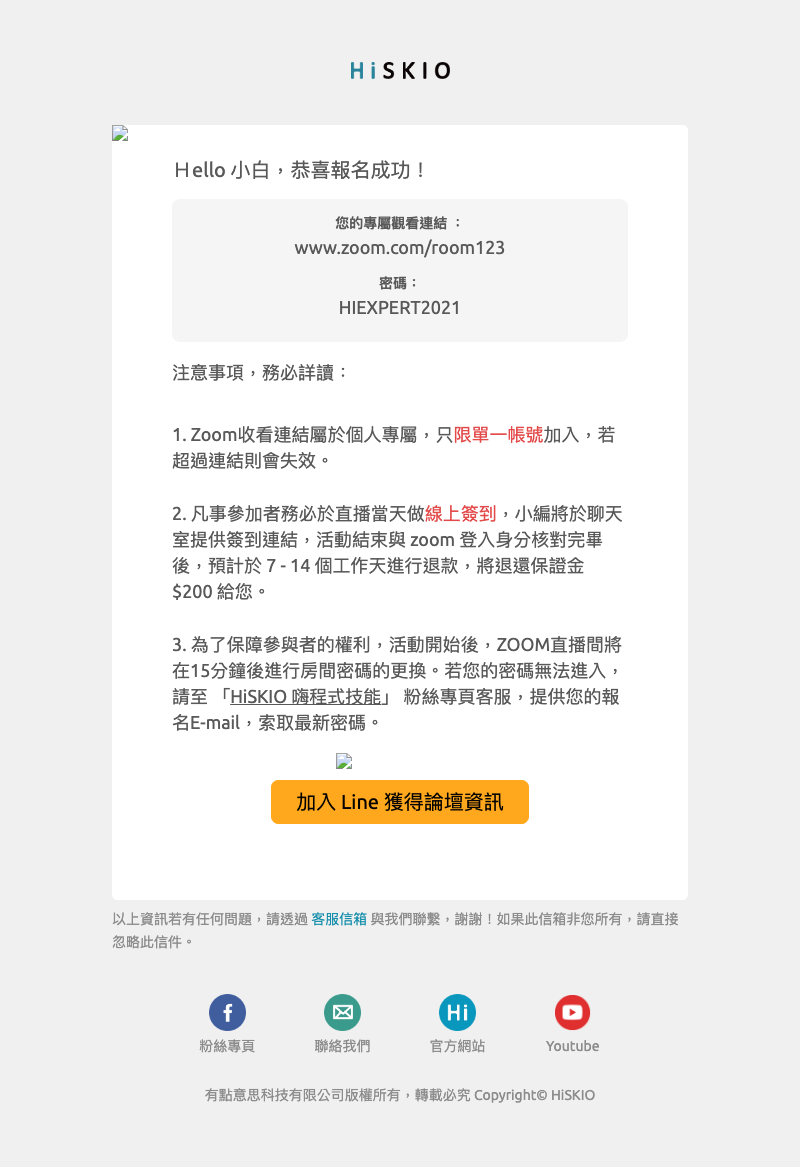 HiSKIO
Hello 小白，恭喜報名成功！
您的專屬觀看連結 ：
www.zoom.com/room123
密碼：
HIEXPERT2021
注意事項，務必詳讀：
1. Zoom收看連結屬於個人專屬，只限單一帳號加入，若
超過連結則會失效。
2. 凡事參加者務必於直播當天做線上簽到，小編將於聊天
室提供簽到連結，活動結束與 zoom 登入身分核對完畢
後，預計於 7 - 14 個工作天進行退款，將退還保證金
$200 給您。
3. 為了保障參與者的權利，活動開始後，ZOOM直播間將
在15分鐘後進行房間密碼的更換。若您的密碼無法進入，
請至 「HiSKIO 嗨程式技能」 粉絲專頁客服，提供您的報
名E-mail，索取最新密碼。
加入 Line 獲得論壇資訊
以上資訊若有任何問題，請透過 客服信箱 與我們聯繫，謝謝！如果此信箱非您所有，請直接
忽略此信件。
Hi
粉絲專頁 聯絡我們 官方網站 Youtube
有點意思科技有限公司版權所有，轉載必究 Copyright© HiSKIO